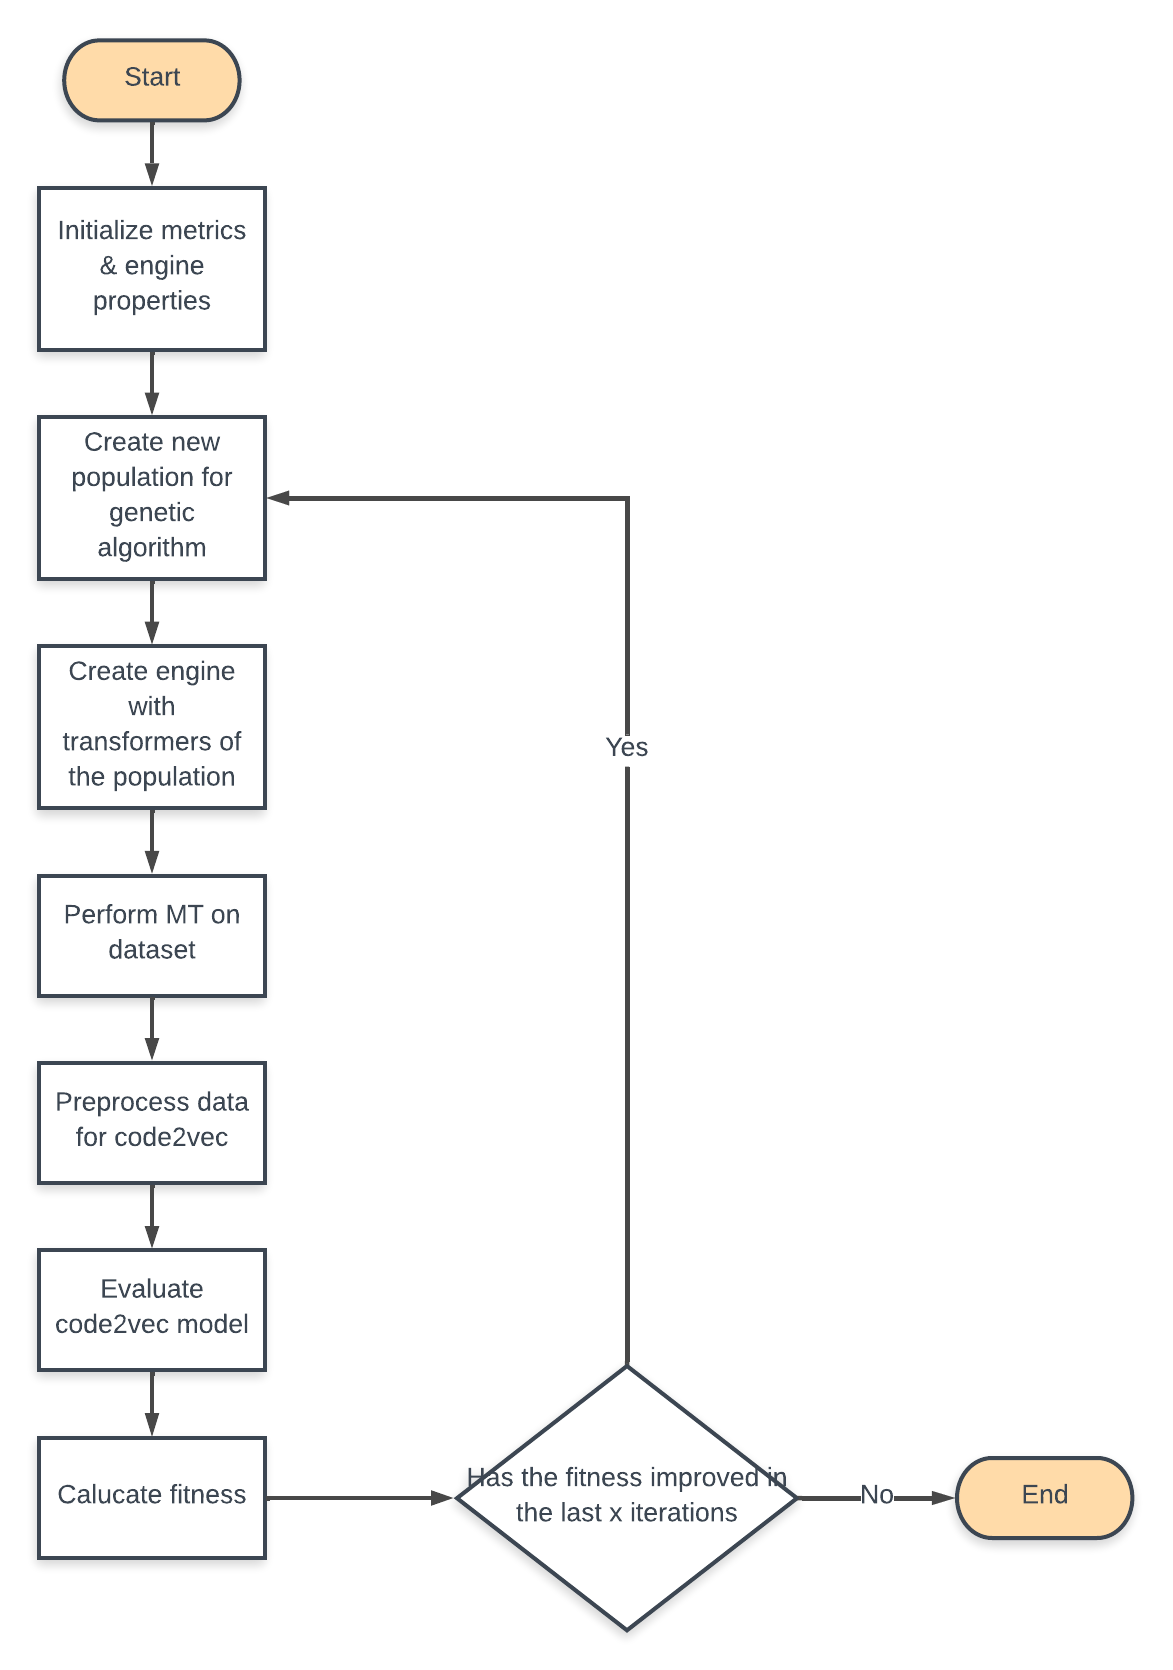 Start
Initialize metrics
& engine
properties
Create new
population for
genetic
algorithm
Create engine
with
transformers of
the population
Yes
Perform MT on
dataset
Preprocess data
for code2vec
Evaluate
code2vec model
Calucate fitness
Has the fitness improved in
the last x iterations
No
End